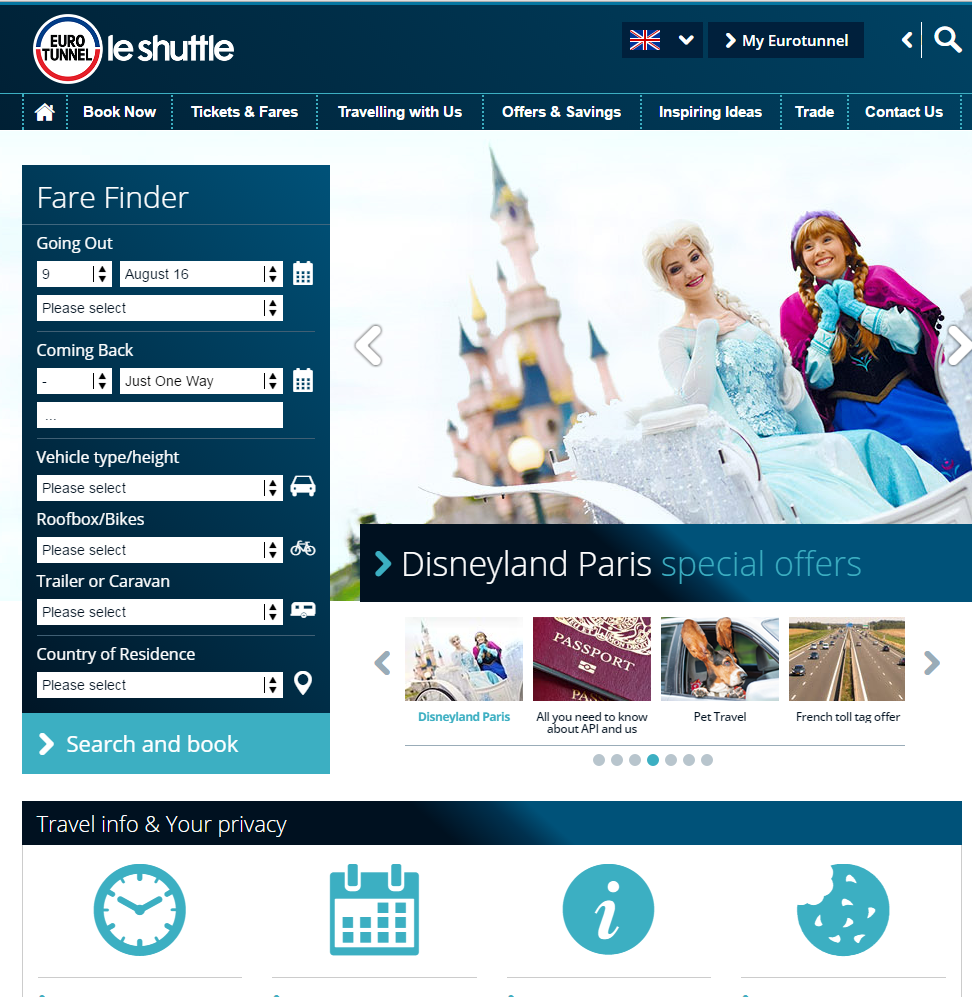 EURO
TUNNEL
le shuttle
My Eurotunnel
Book Now
Tickets & Fares
Travelling with Us
Offers & Savings
Inspiring Ideas
Trade
Contact Us
Fare Finder
Going Out
9
August 16
Please select
Coming Back
-
Just One Way
...
Vehicle type/height
Please select
Roofbox/Bikes
Please select
Trailer or Caravan
Please select
Country of Residence
Please select
Search and book
Disneyland Paris special offers
PASSPORT
Disneyland Paris
All you need to know
about API and us
Pet Travel
French toll tag offer
Travel info & Your privacy
i